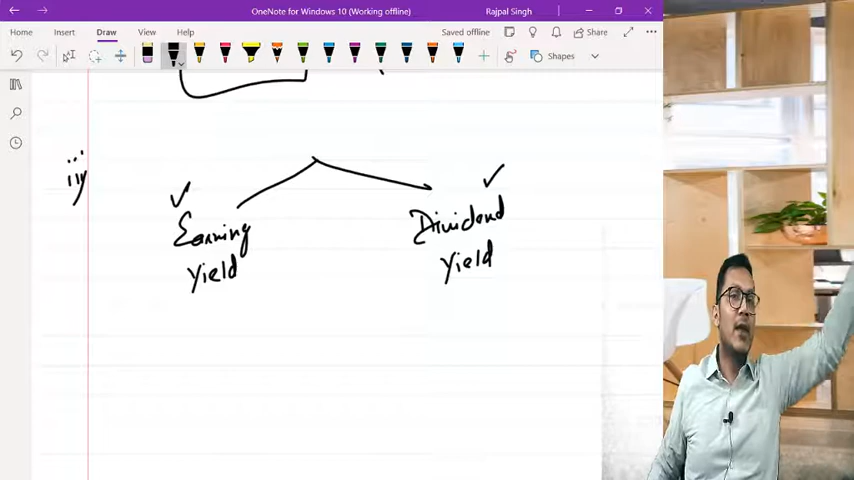 OneNote for Windows 10 (Working offline)
Rajpal Singh
Home Insert Draw View Help
Saved offline
Share
Shapes
iii)
Earning
yield
Dividend
yield